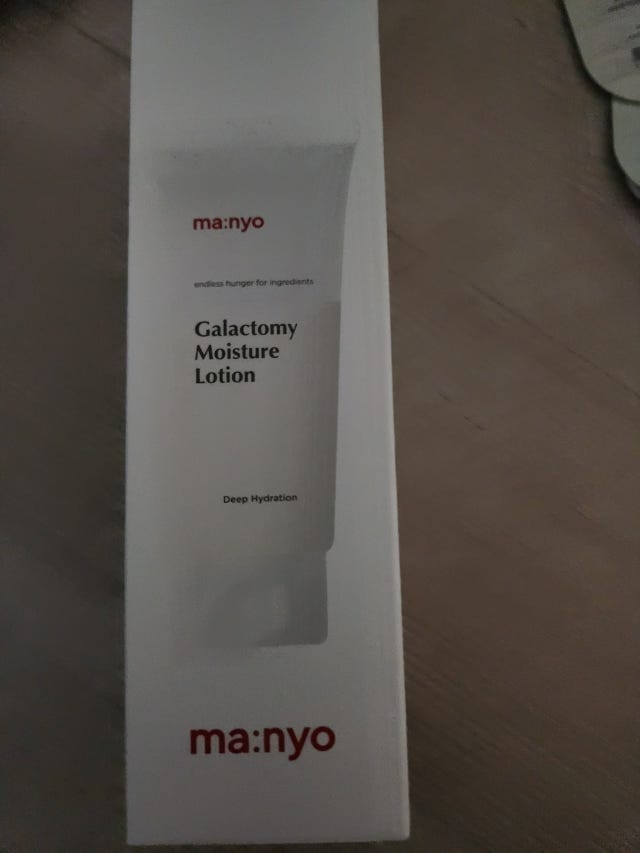 ma:nyo
endless hunger for ingredients
Galactomy
Moisture
Lotion
Deep Hydration
ma:nyo